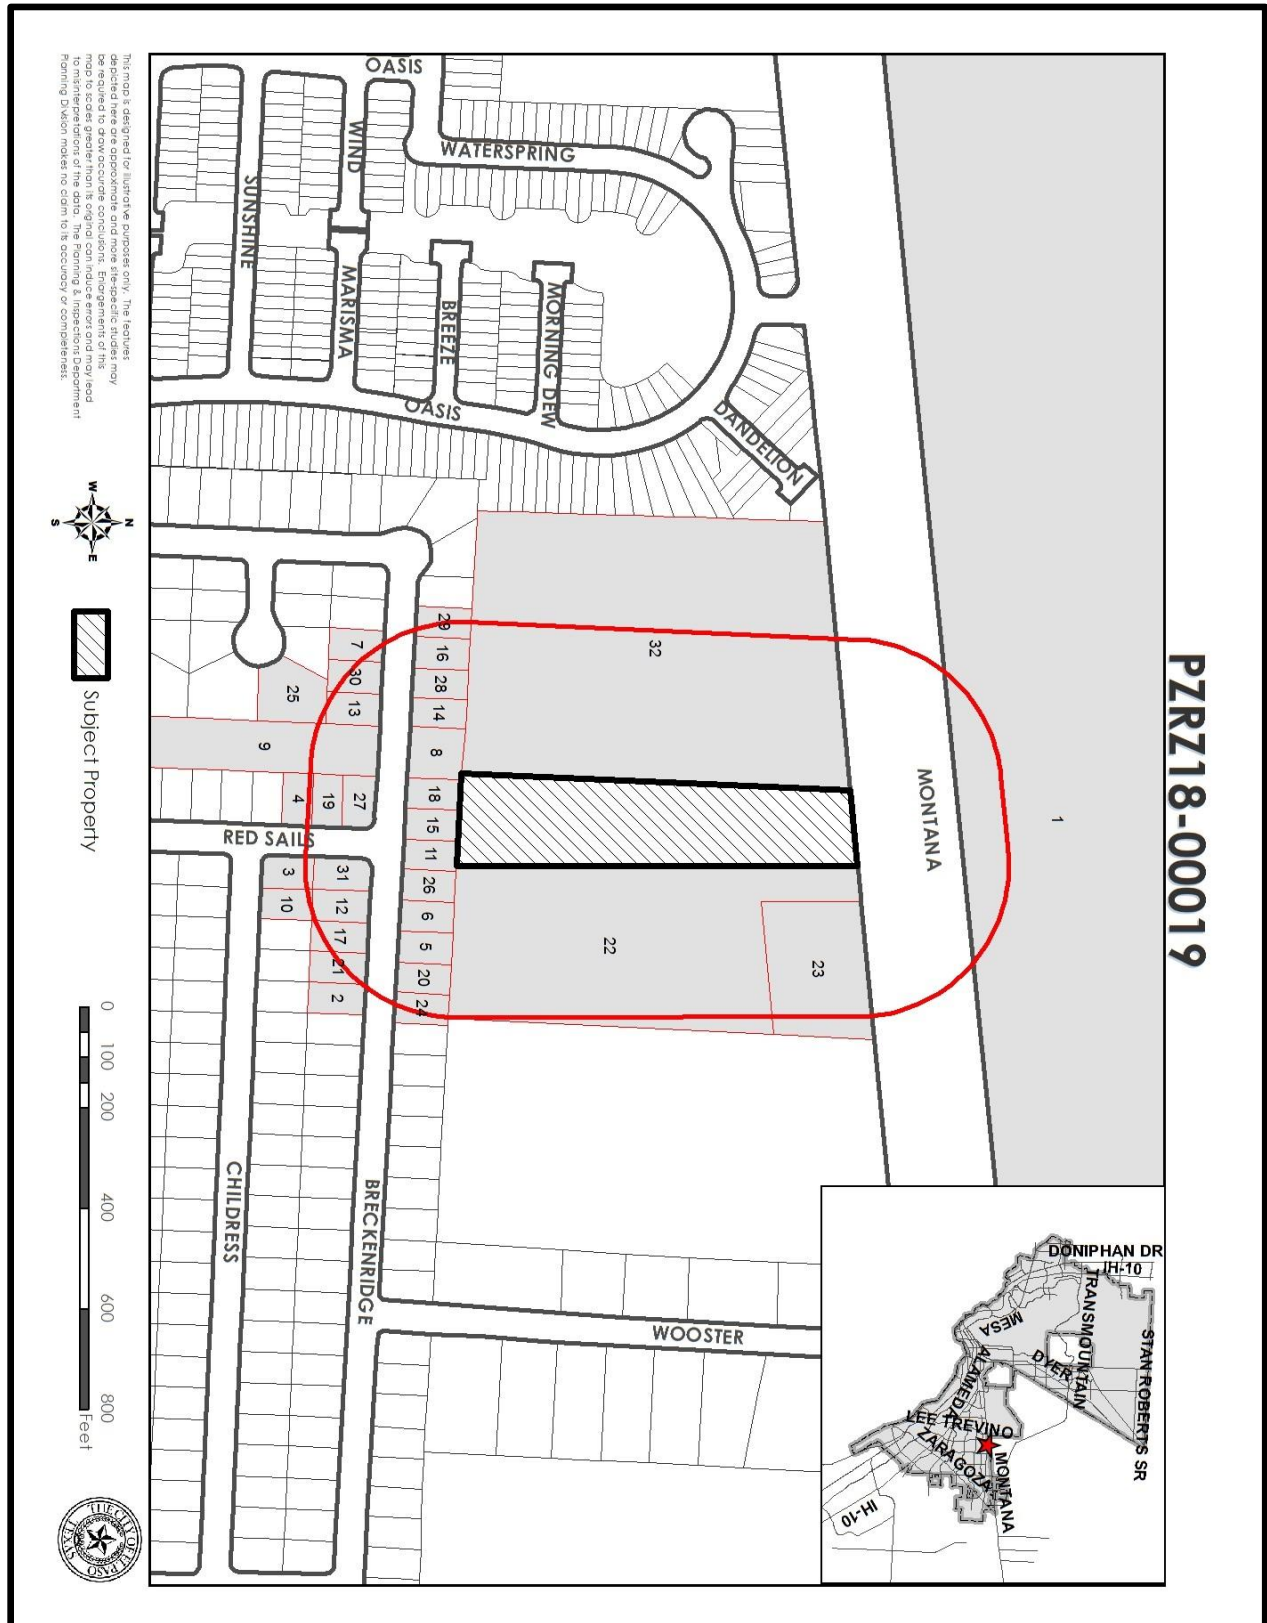 PZRZ18-00019
OASIS
WIND
WATERSPRING
SUNSHINE
MARISMA
BREEZE
MORNING DEW
OASIS
DANDELION
MONTANA
1
32
29
16
28
14
8
18
15
11
26
6
5
20
24
22
23
7
30
13
25
9
27
19
4
RED SAILS
31
3
12
10
17
21
2
BRECKENRIDGE
CHILDRESS
WOOSTER
DONIPHAN DR
IH-10
TRANSMOUNTAIN
STAN ROBERTS SR
MESA
DYER
ALAMEDA
LEE TREVINO
ZARAGOZA
MONTANA
IH-10
This map is designed for illustrative purposes only. The features
depicted here are approximate and more site-specific studies may
be required to draw accurate conclusions. Enlargements of this
map to scales greater than its original can induce errors and may lead
to misinterpretations of the data. The Planning & Inspections Department
Planning Division makes no claim to its accuracy or completeness.
N
W
E
S
Subject Property
0 100 200 400 600 800
Feet
THE CITY OF EL PASO
TEXAS